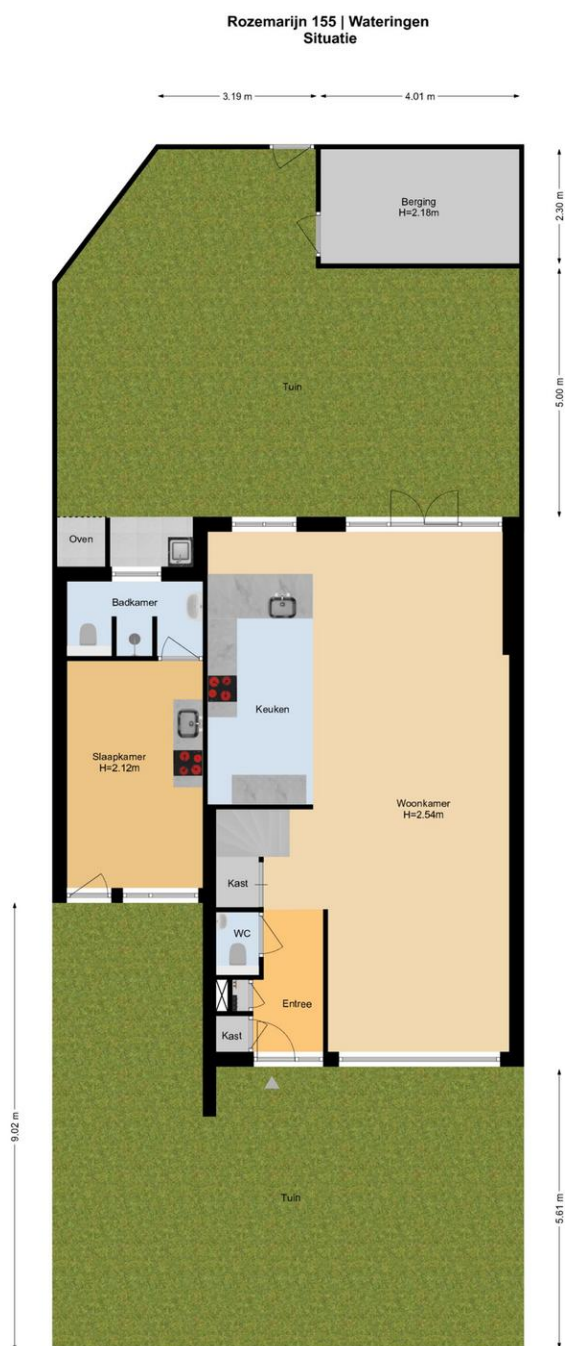 Rozemarijn 155 | Wateringen
Situatie
3.19 m
4.01 m
Berging
H=2.18m
2.30 m
5.00 m
Tuin
Oven
Badkamer
Keuken
Slaapkamer
H=2.12m
Woonkamer
H=2.54m
Kast
WC
Entree
Kast
9.02 m
5.61 m
Tuin